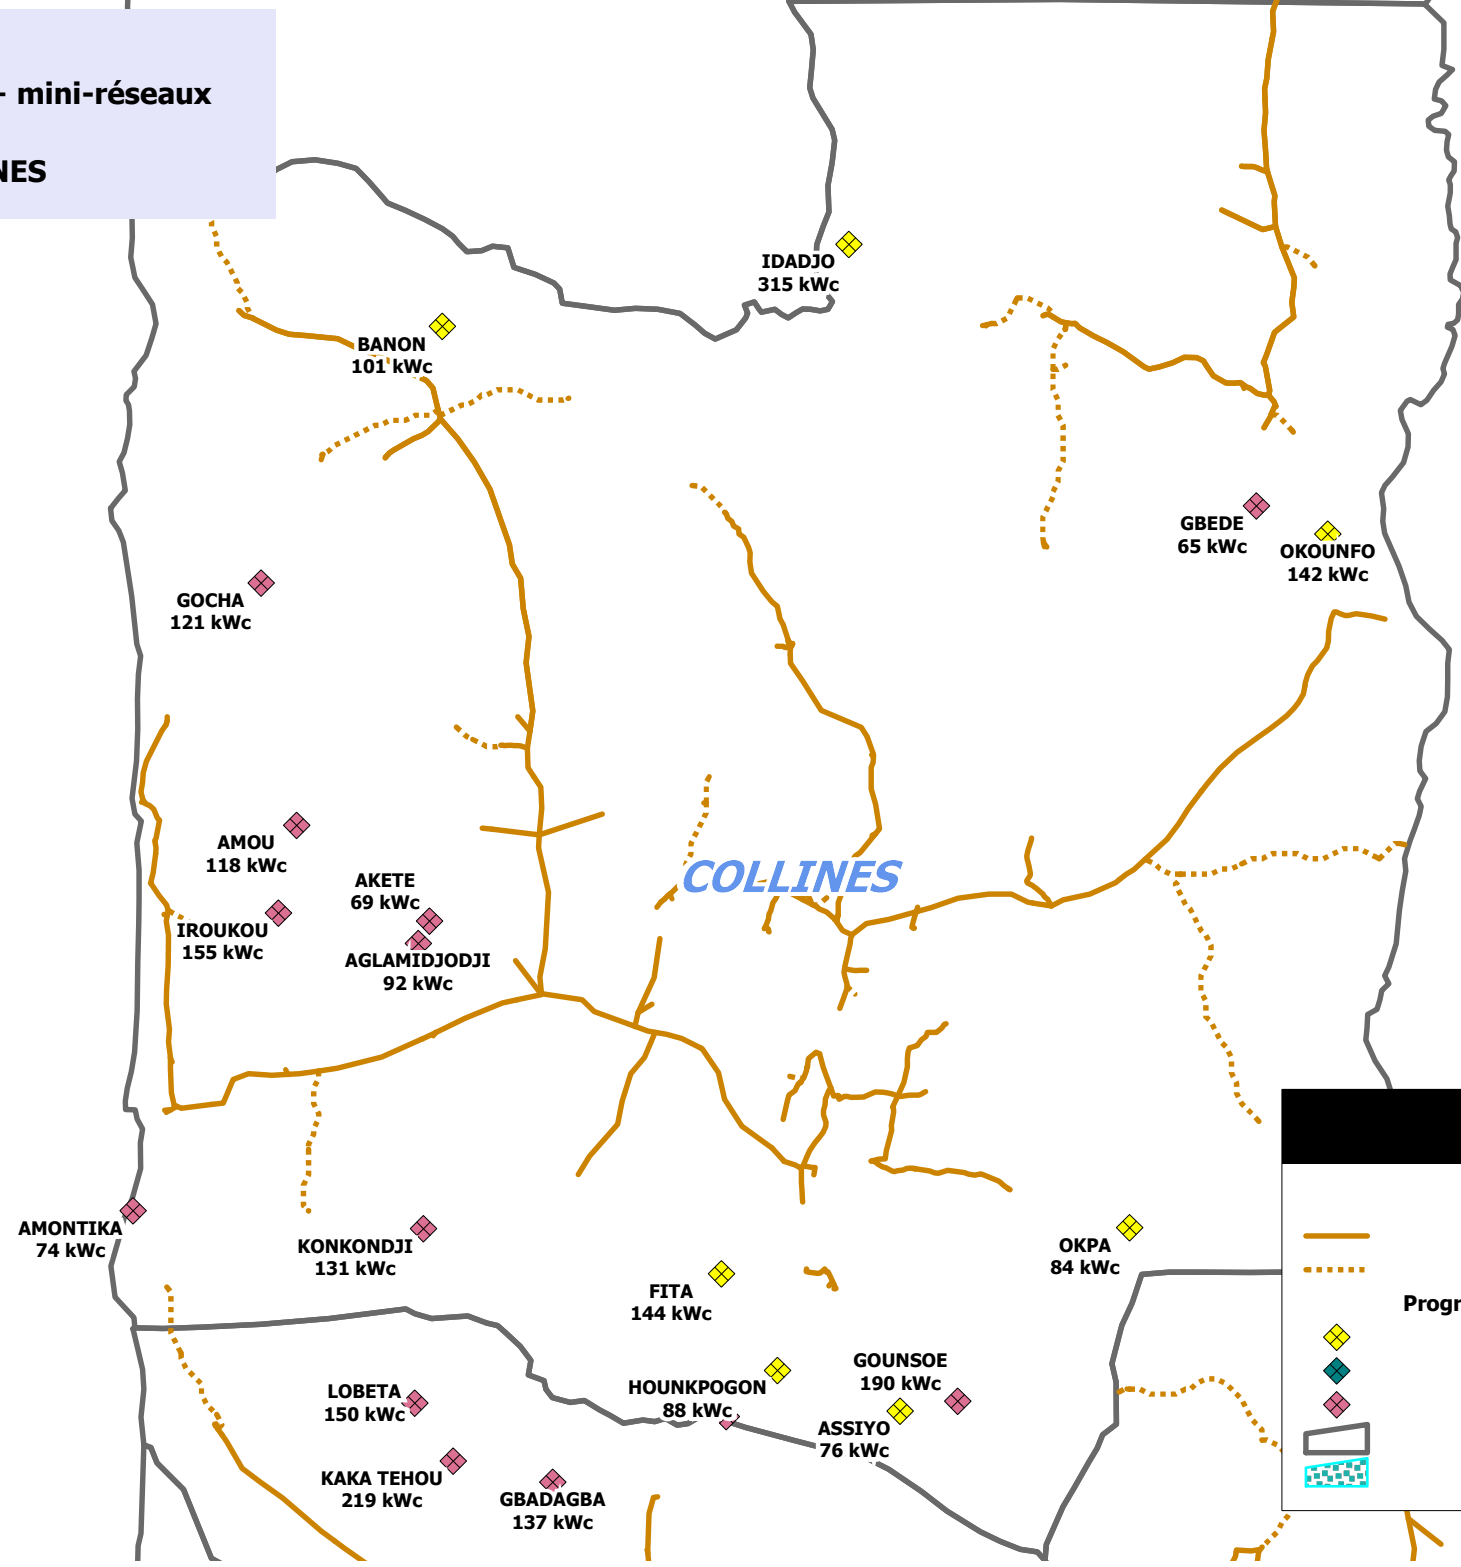 - mini-réseaux
NES
IDADJO
315 kWc
BANON
101 kWc
GBEDE
65 kWc
OKOUNFO
142 kWc
GOCHA
121 kWc
AMOU
118 kWc
AKETE
69 kWc
COLLINES
IROUKOU
155 kWc
AGLAMIDJODJI
92 kWc
AMONTIKA
74 kWc
KONKONDJI
131 kWc
OKPA
84 kWc
FITA
144 kWc
Progr
GOUNSOE
190 kWc
HOUNKPOGON
88 kWc
LOBETA
150 kWc
ASSIYO
76 kWc
KAKA TEHOU
219 kWc
GBADAGBA
137 kWc